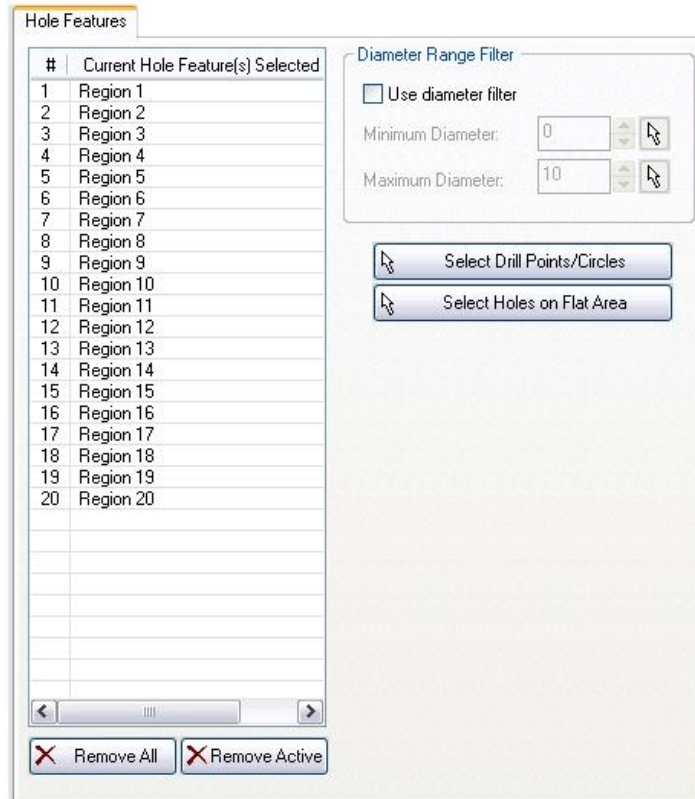 Hole Features
# Current Hole Feature(s) Selected
1 Region 1
2 Region 2
3 Region 3
4 Region 4
5 Region 5
6 Region 6
7 Region 7
8 Region 8
9 Region 9
10 Region 10
11 Region 11
12 Region 12
13 Region 13
14 Region 14
15 Region 15
16 Region 16
17 Region 17
18 Region 18
19 Region 19
20 Region 20
Remove All
Remove Active
Diameter Range Filter
Use diameter filter
Minimum Diameter: 0
Maximum Diameter: 10
Select Drill Points/Circles
Select Holes on Flat Area